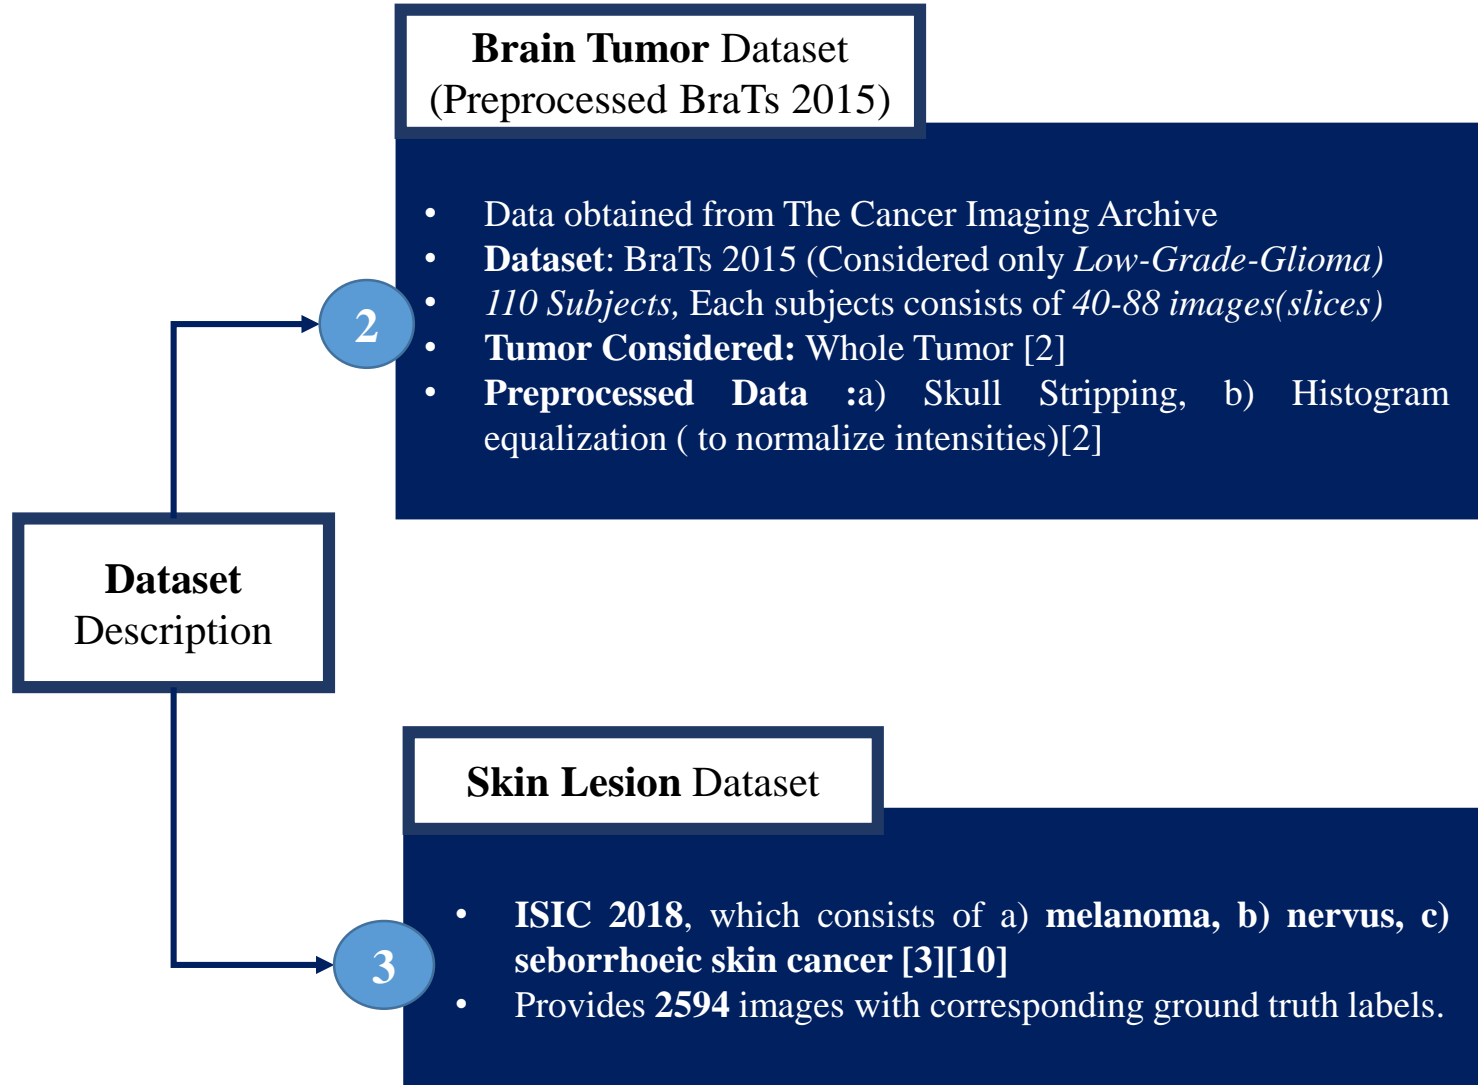 Brain Tumor Dataset
(Preprocessed BraTs 2015)
• Data obtained from The Cancer Imaging Archive
• Dataset: BraTs 2015 (Considered only Low-Grade-Glioma)
• 110 Subjects, Each subjects consists of 40-88 images(slices)
• Tumor Considered: Whole Tumor [2]
• Preprocessed Data :a) Skull Stripping, b) Histogram
equalization ( to normalize intensities)[2]
2
Dataset
Description
Skin Lesion Dataset
• ISIC 2018, which consists of a) melanoma, b) nervus, c)
seborrhoeic skin cancer [3][10]
• Provides 2594 images with corresponding ground truth labels.
3